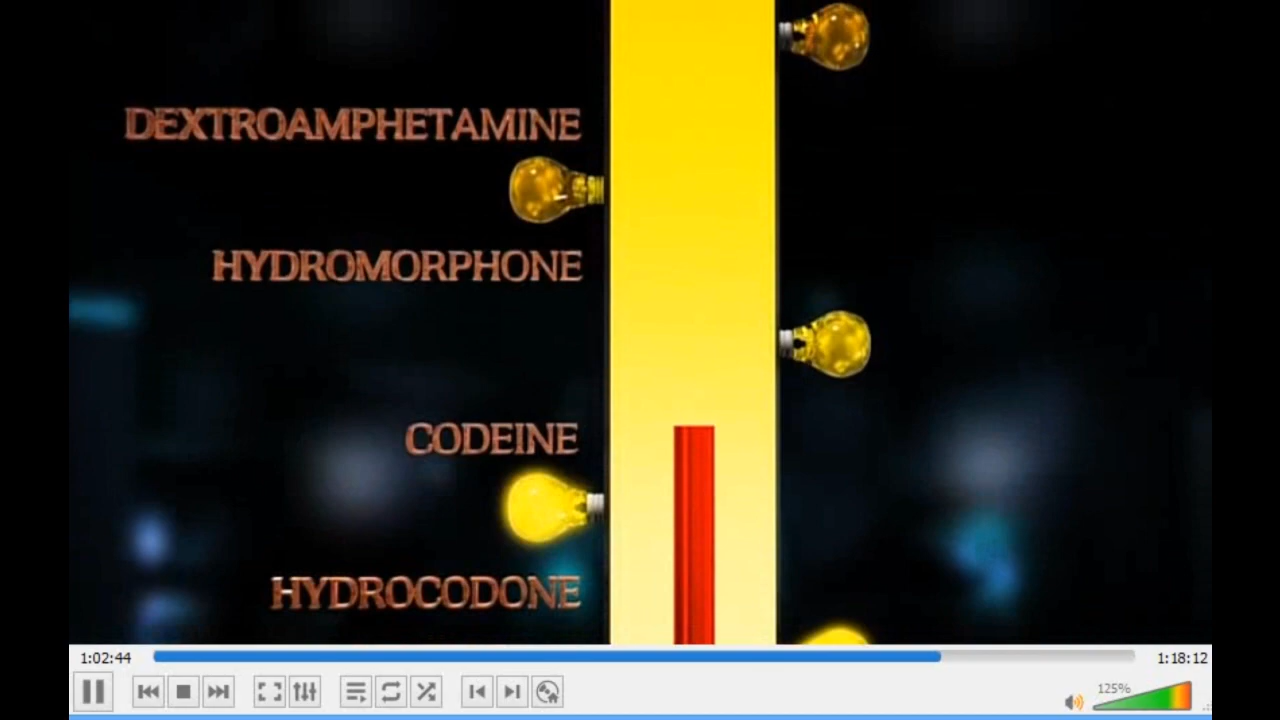 DEXTROAMPHETAMINE
HYDROMORPHONE
CODEINE
HYDROCODONE
1:02:44
1:18:12
125%